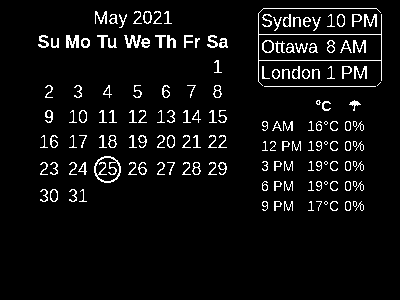 May 2021
Su Mo Tu We Th Fr Sa
1
2 3 4 5 6 7 8
9 10 11 12 13 14 15
16 17 18 19 20 21 22
23 24 25 26 27 28 29
30 31
Sydney 10 PM
Ottawa 8 AM
London 1 PM
°C
9 AM 16°C 0%
12 PM 19°C 0%
3 PM 19°C 0%
6 PM 19°C 0%
9 PM 17°C 0%